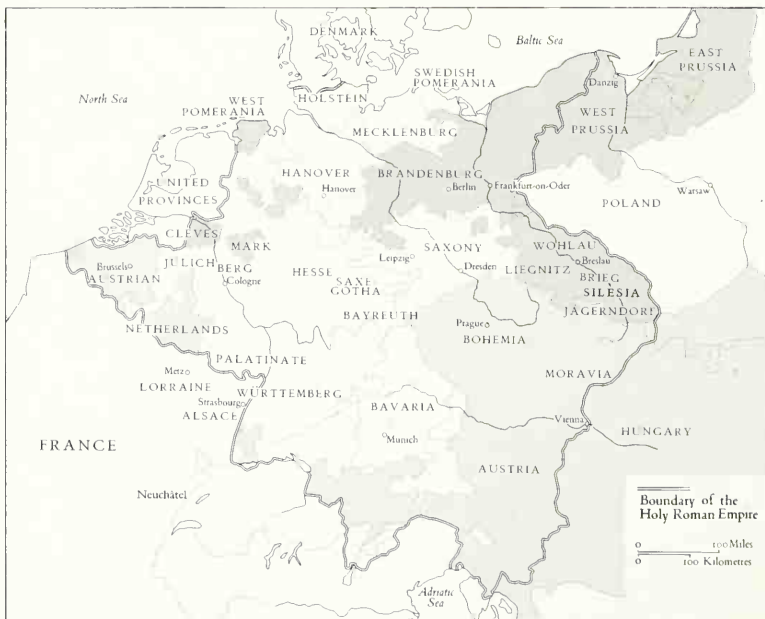 DENMARK
Baltic Sea
EAST
PRUSSIA
SWEDISH
POMERANIA
Danzig
North Sea
HOLSTEIN
WEST
POMERANIA
WEST
PRUSSIA
MECKLENBURG
HANOVER
Hanover
BRANDENBURG
Berlin
Frankfurt-on-Oder
UNITED
PROVINCES
POLAND
Warsaw
CLEVES
MARK
SAXONY
WOHLAU
Leipzig
Breslau
JULICH
BERG
Cologne
Brussels
AUSTRIAN
NETHERLANDS
HESSE
SAXE
GOTHA
Dresden
LIEGNITZ
BRIEG
SILESIA
JÄGERNDORF
BAYREUTH
Prague
BOHEMIA
PALATINATE
Metz
LORRAINE
MORAVIA
WÜRTTEMBERG
Strasbourg
ALSACE
BAVARIA
Vienna
HUNGARY
Munich
FRANCE
AUSTRIA
Neuchâtel
Boundary of the
Holy Roman Empire
0 100 Miles
0 100 Kilometres
Adriatic
Sea